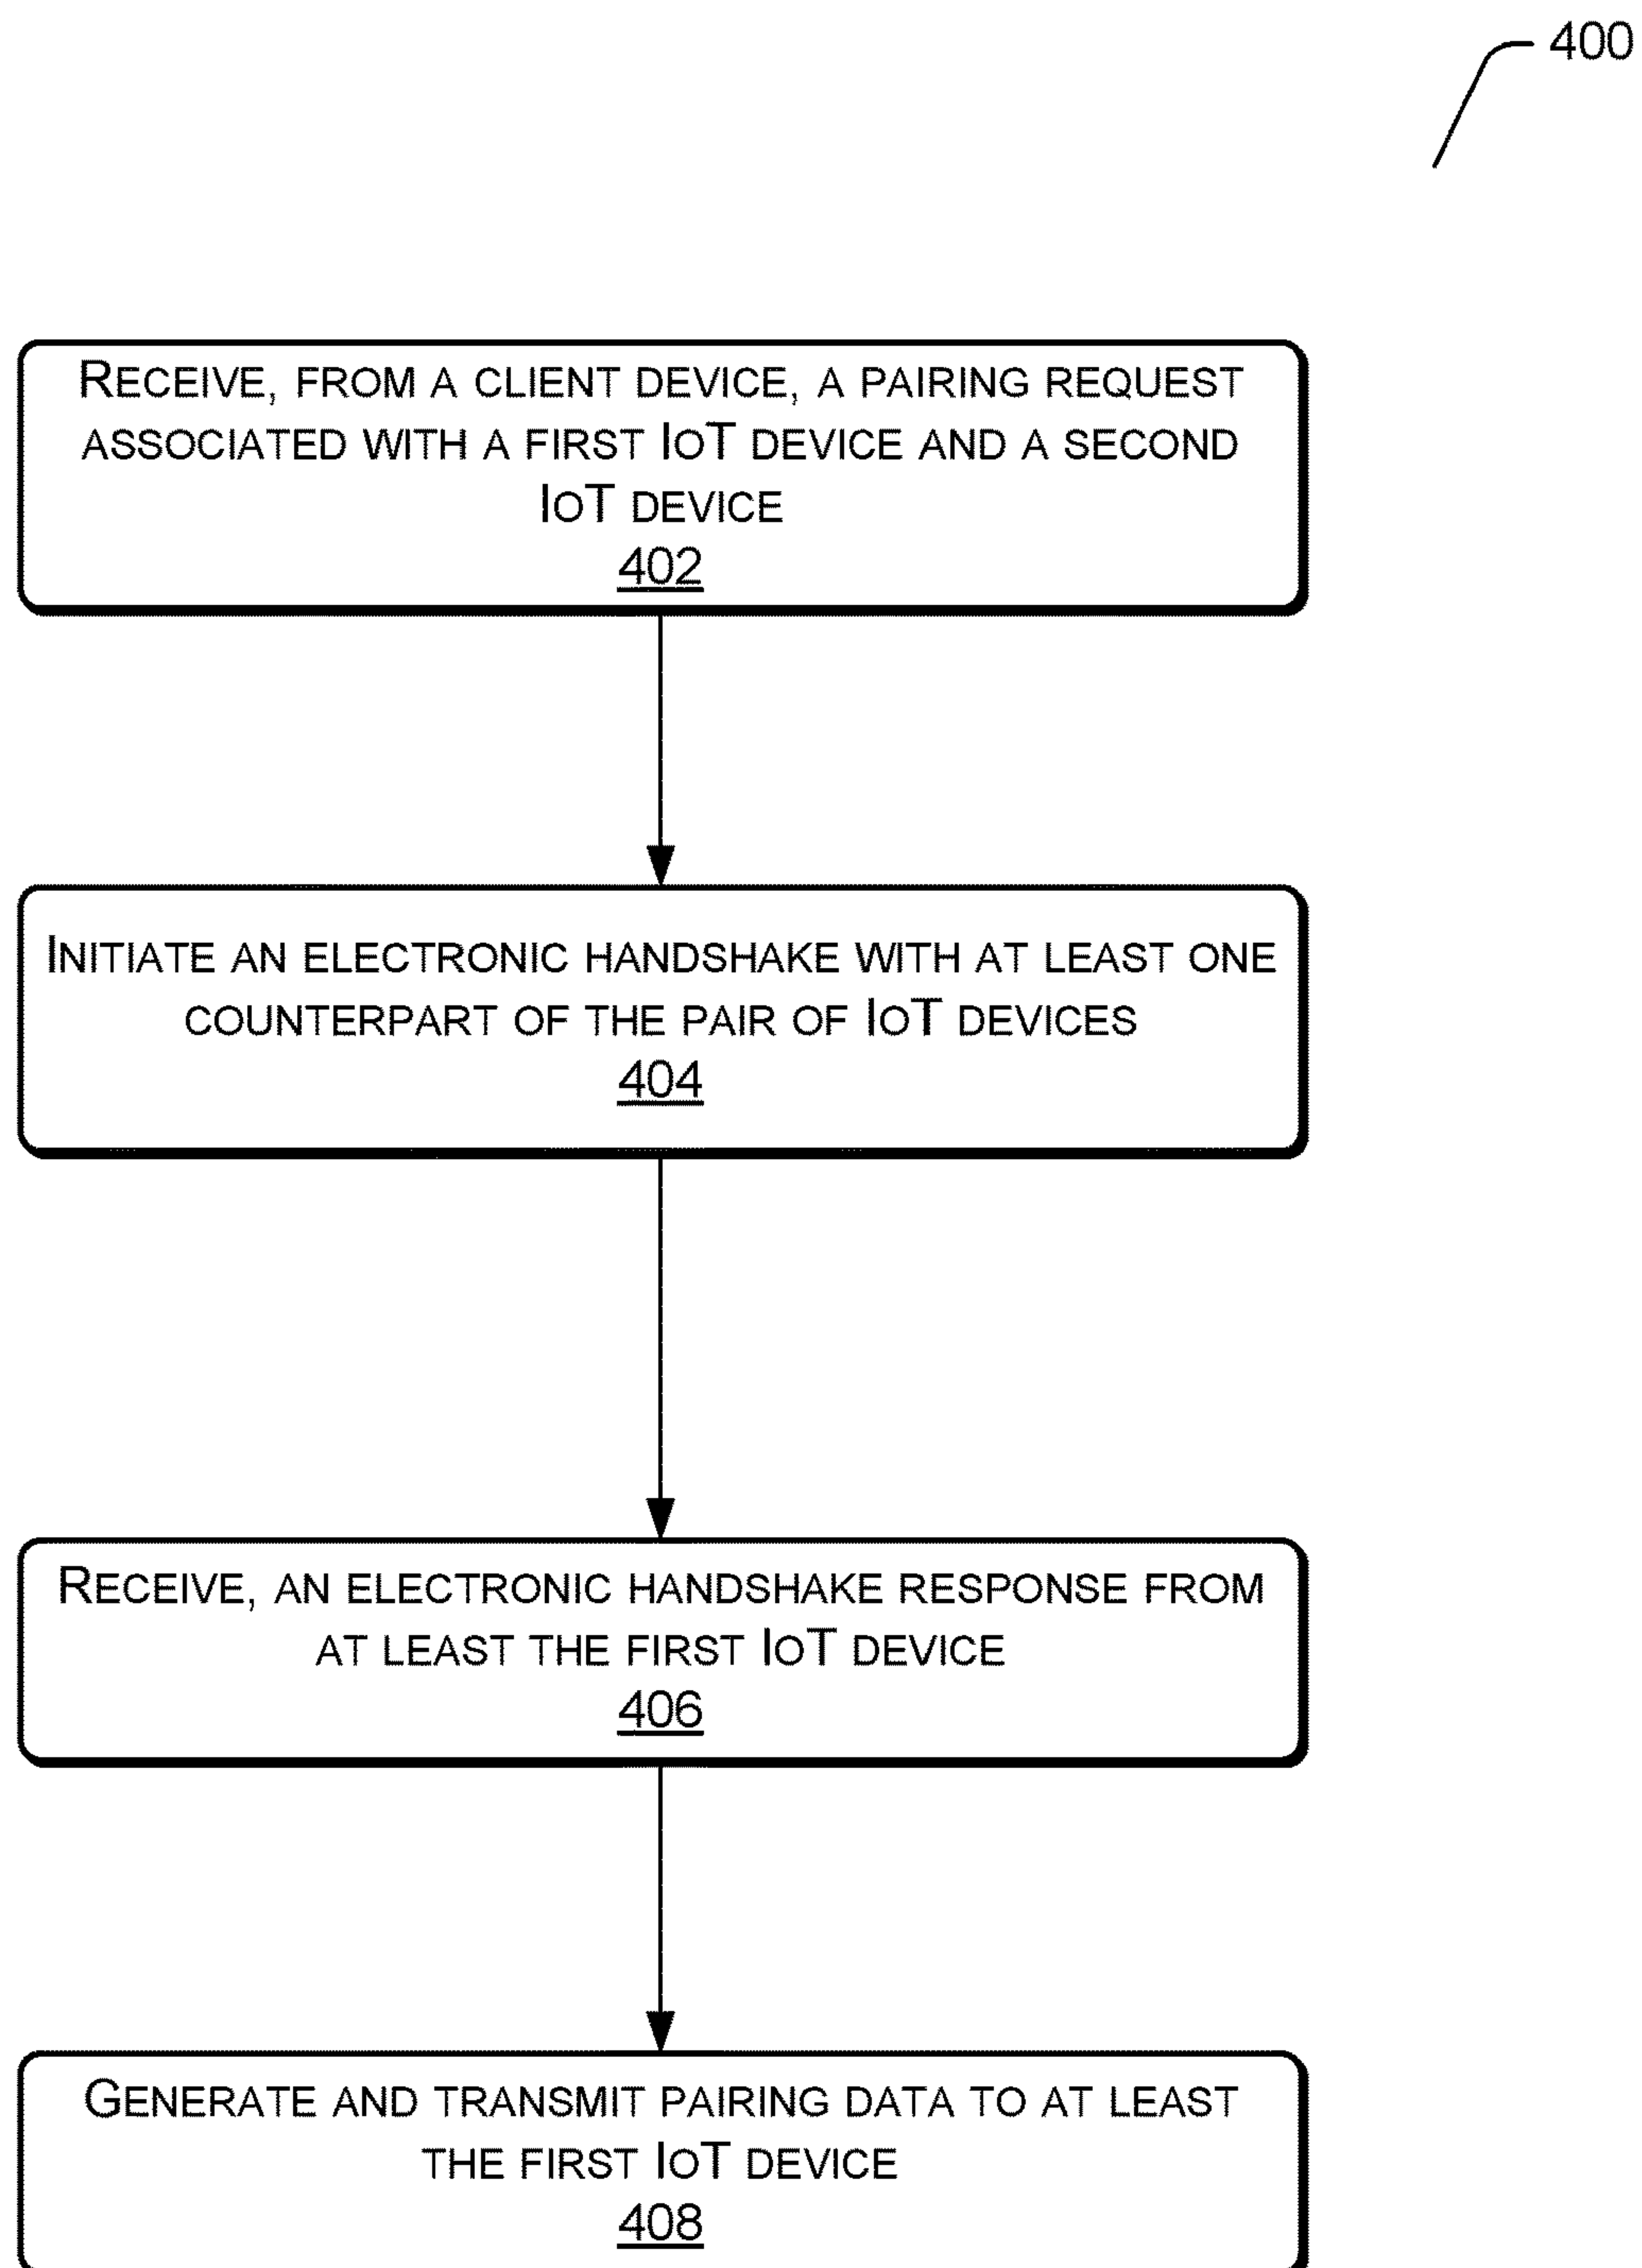 400
RECEIVE, FROM A CLIENT DEVICE, A PAIRING REQUEST
ASSOCIATED WITH A FIRST IOT DEVICE AND A SECOND
IOT DEVICE
402
INITIATE AN ELECTRONIC HANDSHAKE WITH AT LEAST ONE
COUNTERPART OF THE PAIR OF IOT DEVICES
404
RECEIVE, AN ELECTRONIC HANDSHAKE RESPONSE FROM
AT LEAST THE FIRST IOT DEVICE
406
GENERATE AND TRANSMIT PAIRING DATA TO AT LEAST
THE FIRST IOT DEVICE
408